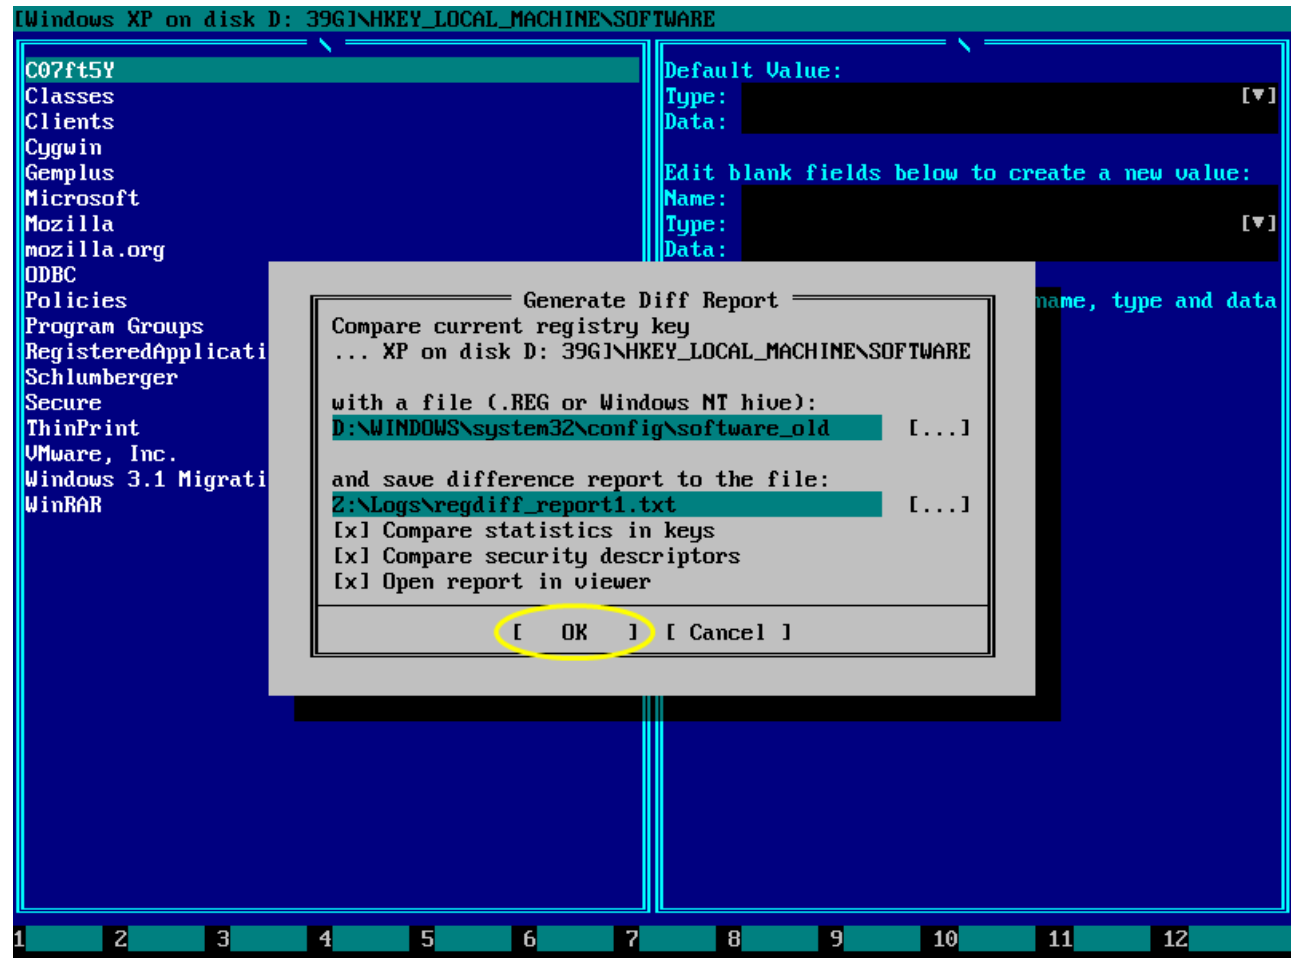 [Windows XP on disk D: 39G]\HKEY_LOCAL_MACHINE\SOFTWARE
\
\
C07ft5Y
Classes
Clients
Cygwin
Gemplus
Microsoft
Mozilla
mozilla.org
ODBC
Policies
Program Groups
RegisteredApplicati
Schlumberger
Secure
ThinPrint
VMware, Inc.
Windows 3.1 Migrati
WinRAR
Default Value:
Type: [▼]
Data:
Edit blank fields below to create a new value:
Name:
Type: [▼]
Data:
name, type and data
Generate Diff Report
Compare current registry key
... XP on disk D: 39G]\HKEY_LOCAL_MACHINE\SOFTWARE
with a file (.REG or Windows NT hive):
D:\WINDOWS\system32\config\software_old [...]
and save difference report to the file:
Z:\Logs\regdiff_report1.txt [...]
[x] Compare statistics in keys
[x] Compare security descriptors
[x] Open report in viewer
[ OK ] [ Cancel ]
1 2 3 4 5 6 7 8 9 10 11 12